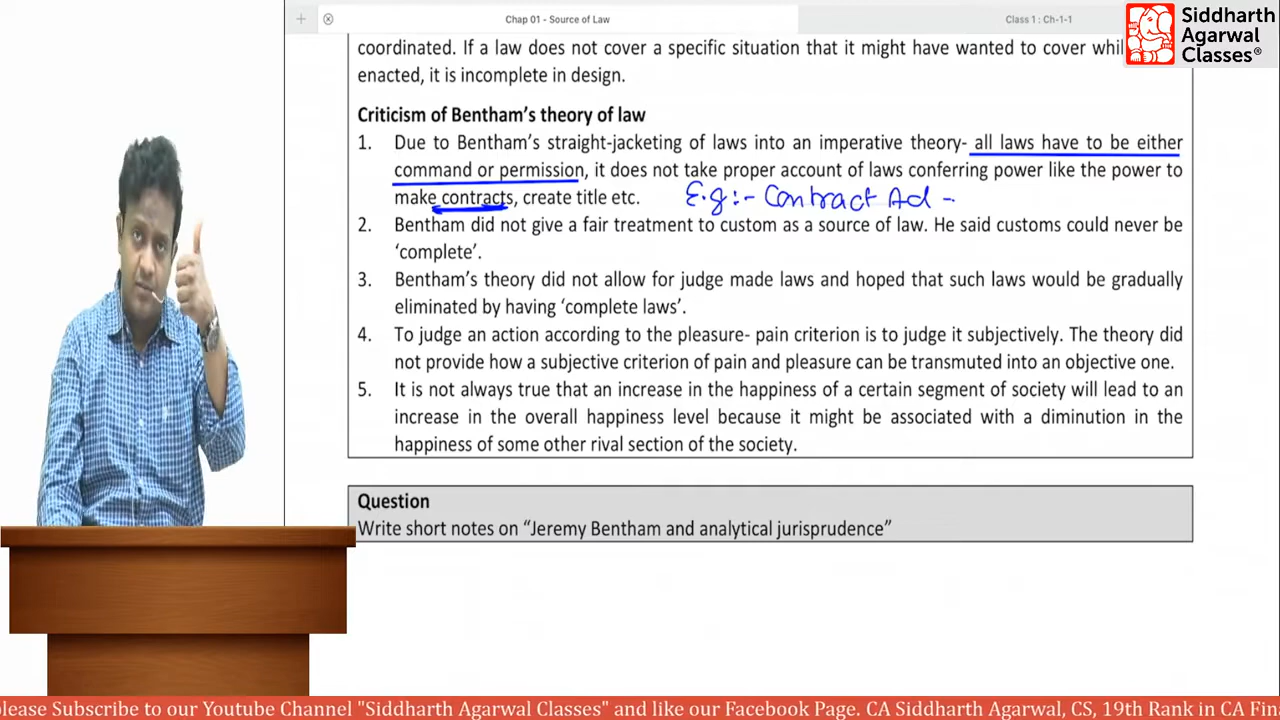 Chap 01 - Source of Law
Class 1 : Ch-1-1
Siddharth
Agarwal
Classes®
coordinated. If a law does not cover a specific situation that it might have wanted to cover whil
enacted, it is incomplete in design.
Criticism of Bentham's theory of law
1. Due to Bentham's straight-jacketing of laws into an imperative theory- all laws have to be either
command or permission, it does not take proper account of laws conferring power like the power to
make contracts, create title etc. E.g:- Contract Act -
2. Bentham did not give a fair treatment to custom as a source of law. He said customs could never be
'complete'.
3. Bentham's theory did not allow for judge made laws and hoped that such laws would be gradually
eliminated by having 'complete laws'.
4. To judge an action according to the pleasure- pain criterion is to judge it subjectively. The theory did
not provide how a subjective criterion of pain and pleasure can be transmuted into an objective one.
5. It is not always true that an increase in the happiness of a certain segment of society will lead to an
increase in the overall happiness level because it might be associated with a diminution in the
happiness of some other rival section of the society.
Question
Write short notes on "Jeremy Bentham and analytical jurisprudence"
lease Subscribe to our Youtube Channel "Siddharth Agarwal Classes" and like our Facebook Page. CA Siddharth Agarwal, CS, 19th Rank in CA Fin